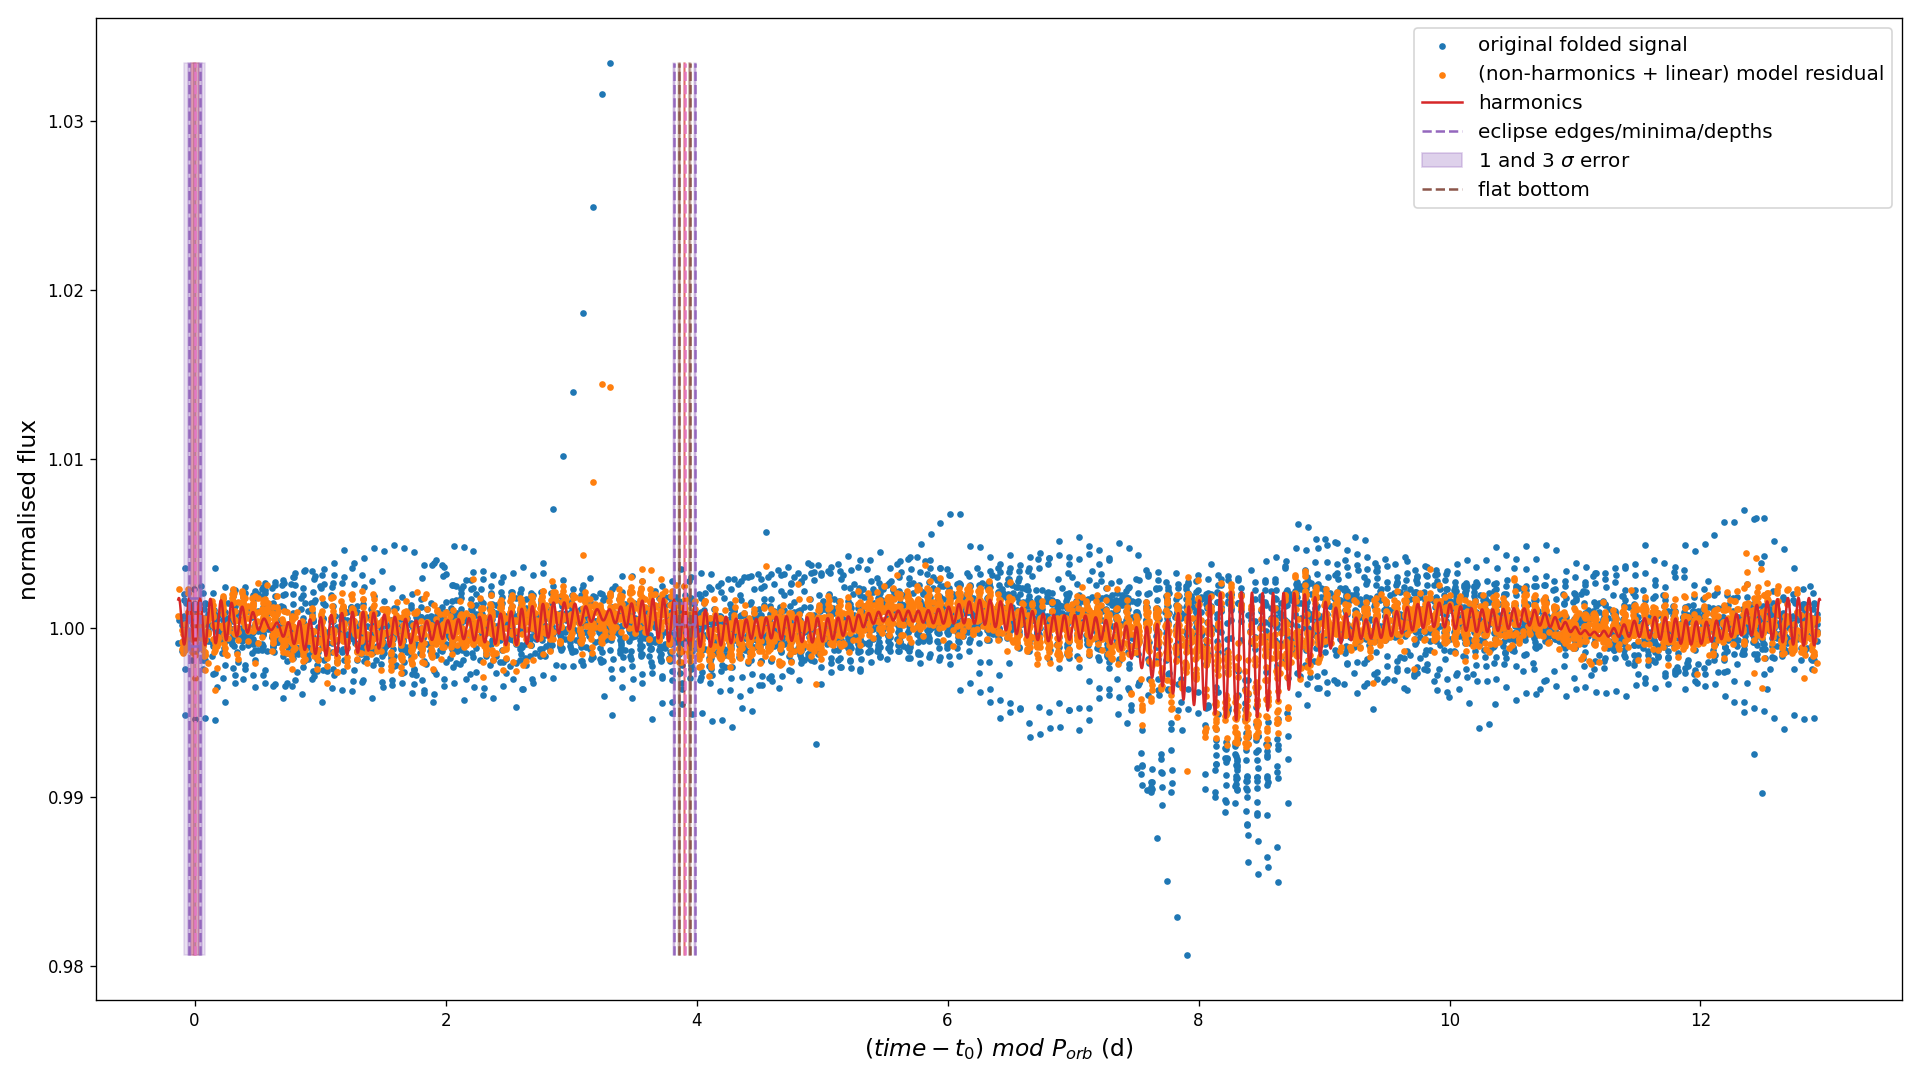 original folded signal
(non-harmonics + linear) model residual
harmonics
eclipse edges/minima/depths
1 and 3 σ error
flat bottom
1.03
1.02
1.01
1.00
0.99
0.98
normalised flux
0 2 4 6 8 10 12
(time − t₀) mod Pₒᵣb (d)